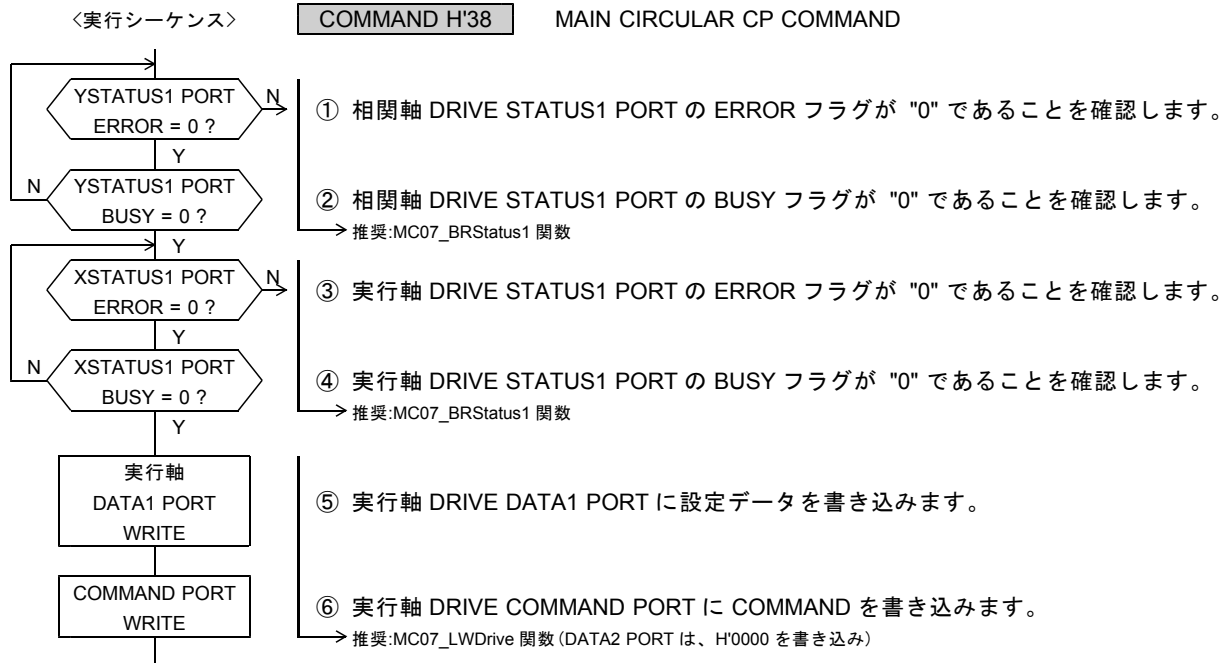 〈実行シーケンス〉
COMMAND H'38
MAIN CIRCULAR CP COMMAND
YSTATUS1 PORT
ERROR = 0 ?
N
Y
① 相関軸 DRIVE STATUS1 PORT の ERROR フラグが "0" であることを確認します。
YSTATUS1 PORT
BUSY = 0 ?
N
Y
② 相関軸 DRIVE STATUS1 PORT の BUSY フラグが "0" であることを確認します。
推奨:MC07_BRStatus1 関数
XSTATUS1 PORT
ERROR = 0 ?
N
Y
③ 実行軸 DRIVE STATUS1 PORT の ERROR フラグが "0" であることを確認します。
XSTATUS1 PORT
BUSY = 0 ?
N
Y
④ 実行軸 DRIVE STATUS1 PORT の BUSY フラグが "0" であることを確認します。
推奨:MC07_BRStatus1 関数
実行軸
DATA1 PORT
WRITE
⑤ 実行軸 DRIVE DATA1 PORT に設定データを書き込みます。
COMMAND PORT
WRITE
⑥ 実行軸 DRIVE COMMAND PORT に COMMAND を書き込みます。
推奨:MC07_LWDrive 関数(DATA2 PORT は、H'0000 を書き込み)